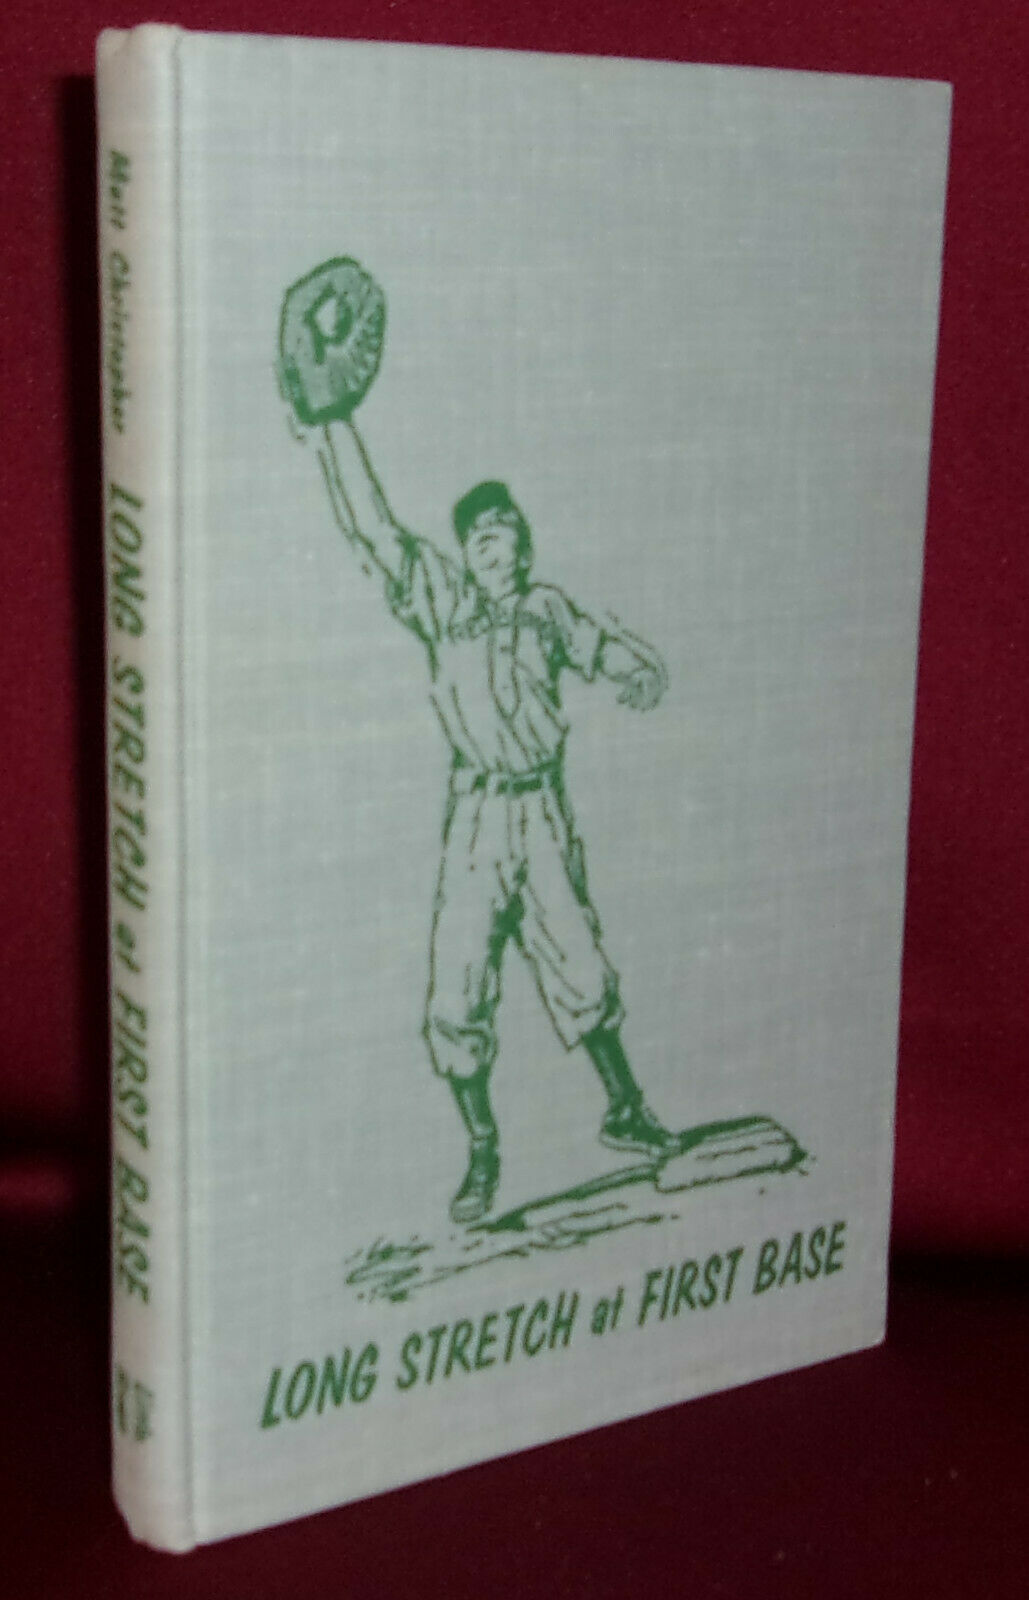 Matt Christopher LONG STRETCH at FIRST BASE
LONG STRETCH at FIRST BASE